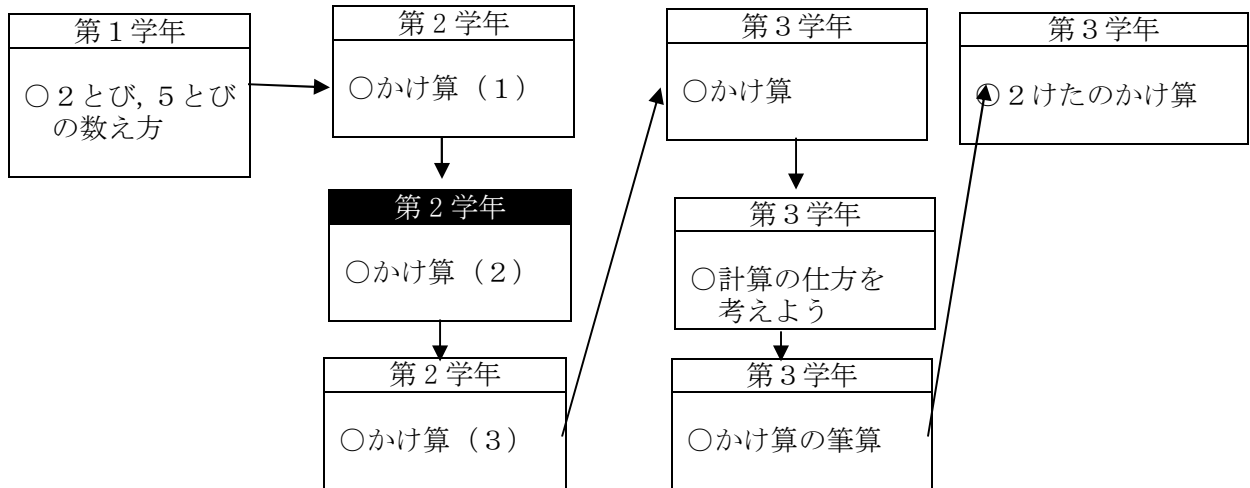 第1学年
○2とび,5とび
の数え方
第2学年
○かけ算(1)
第2学年
○かけ算(2)
第2学年
○かけ算(3)
第3学年
○かけ算
第3学年
○計算の仕方を
考えよう
第3学年
○かけ算の筆算
第3学年
○2けたのかけ算